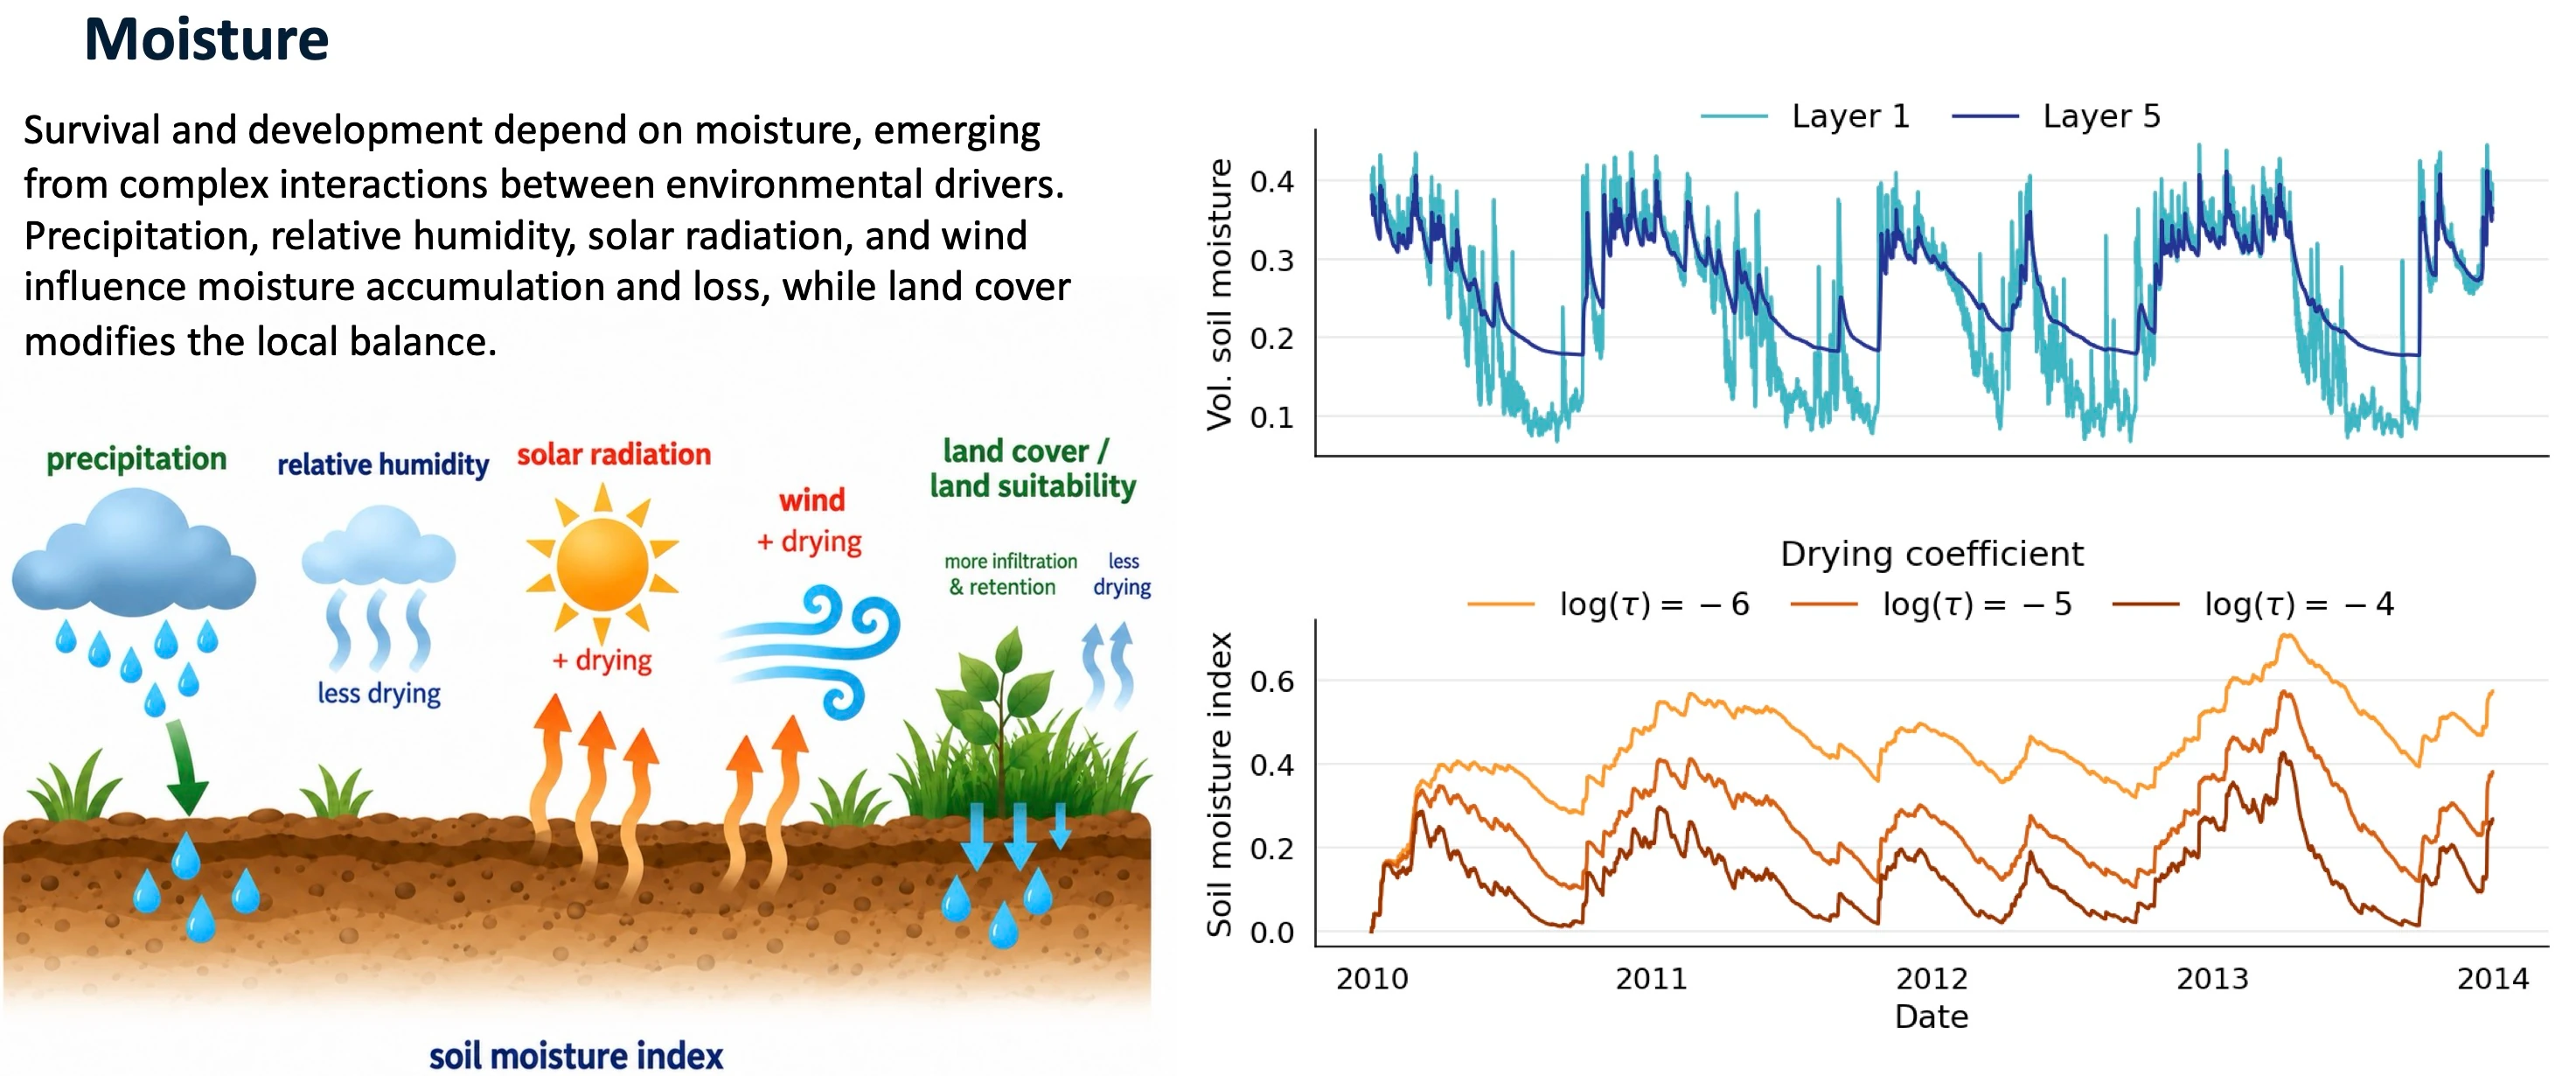 Moisture
Survival and development depend on moisture, emerging
from complex interactions between environmental drivers.
Precipitation, relative humidity, solar radiation, and wind
influence moisture accumulation and loss, while land cover
modifies the local balance.
precipitation
relative humidity
less drying
solar radiation
+ drying
wind
+ drying
land cover /
land suitability
more infiltration
& retention
less
drying
soil moisture index
Layer 1
Layer 5
Vol. soil moisture
0.4
0.3
0.2
0.1
Drying coefficient
log(τ) = − 6
log(τ) = − 5
log(τ) = − 4
Soil moisture index
0.6
0.4
0.2
0.0
2010
2011
2012
2013
2014
Date